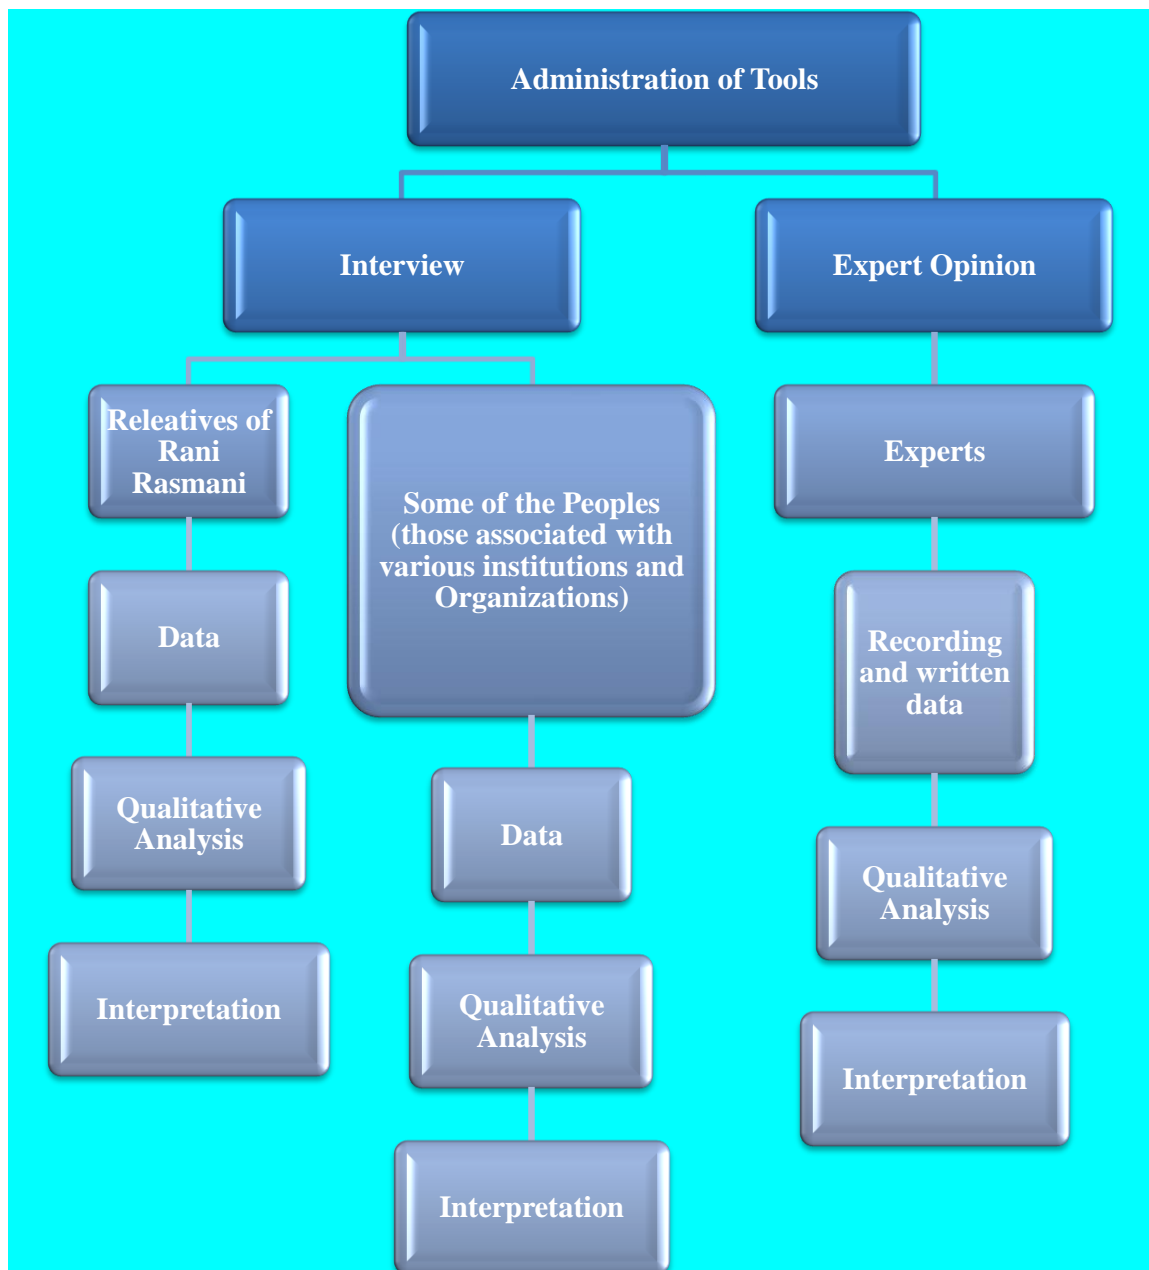 Administration of Tools
Interview
Expert Opinion
Releatives of
Rani
Rasmani
Some of the Peoples
(those associated with
various institutions and
Organizations)
Experts
Data
Recording
and written
data
Qualitative
Analysis
Data
Qualitative
Analysis
Interpretation
Qualitative
Analysis
Interpretation
Interpretation